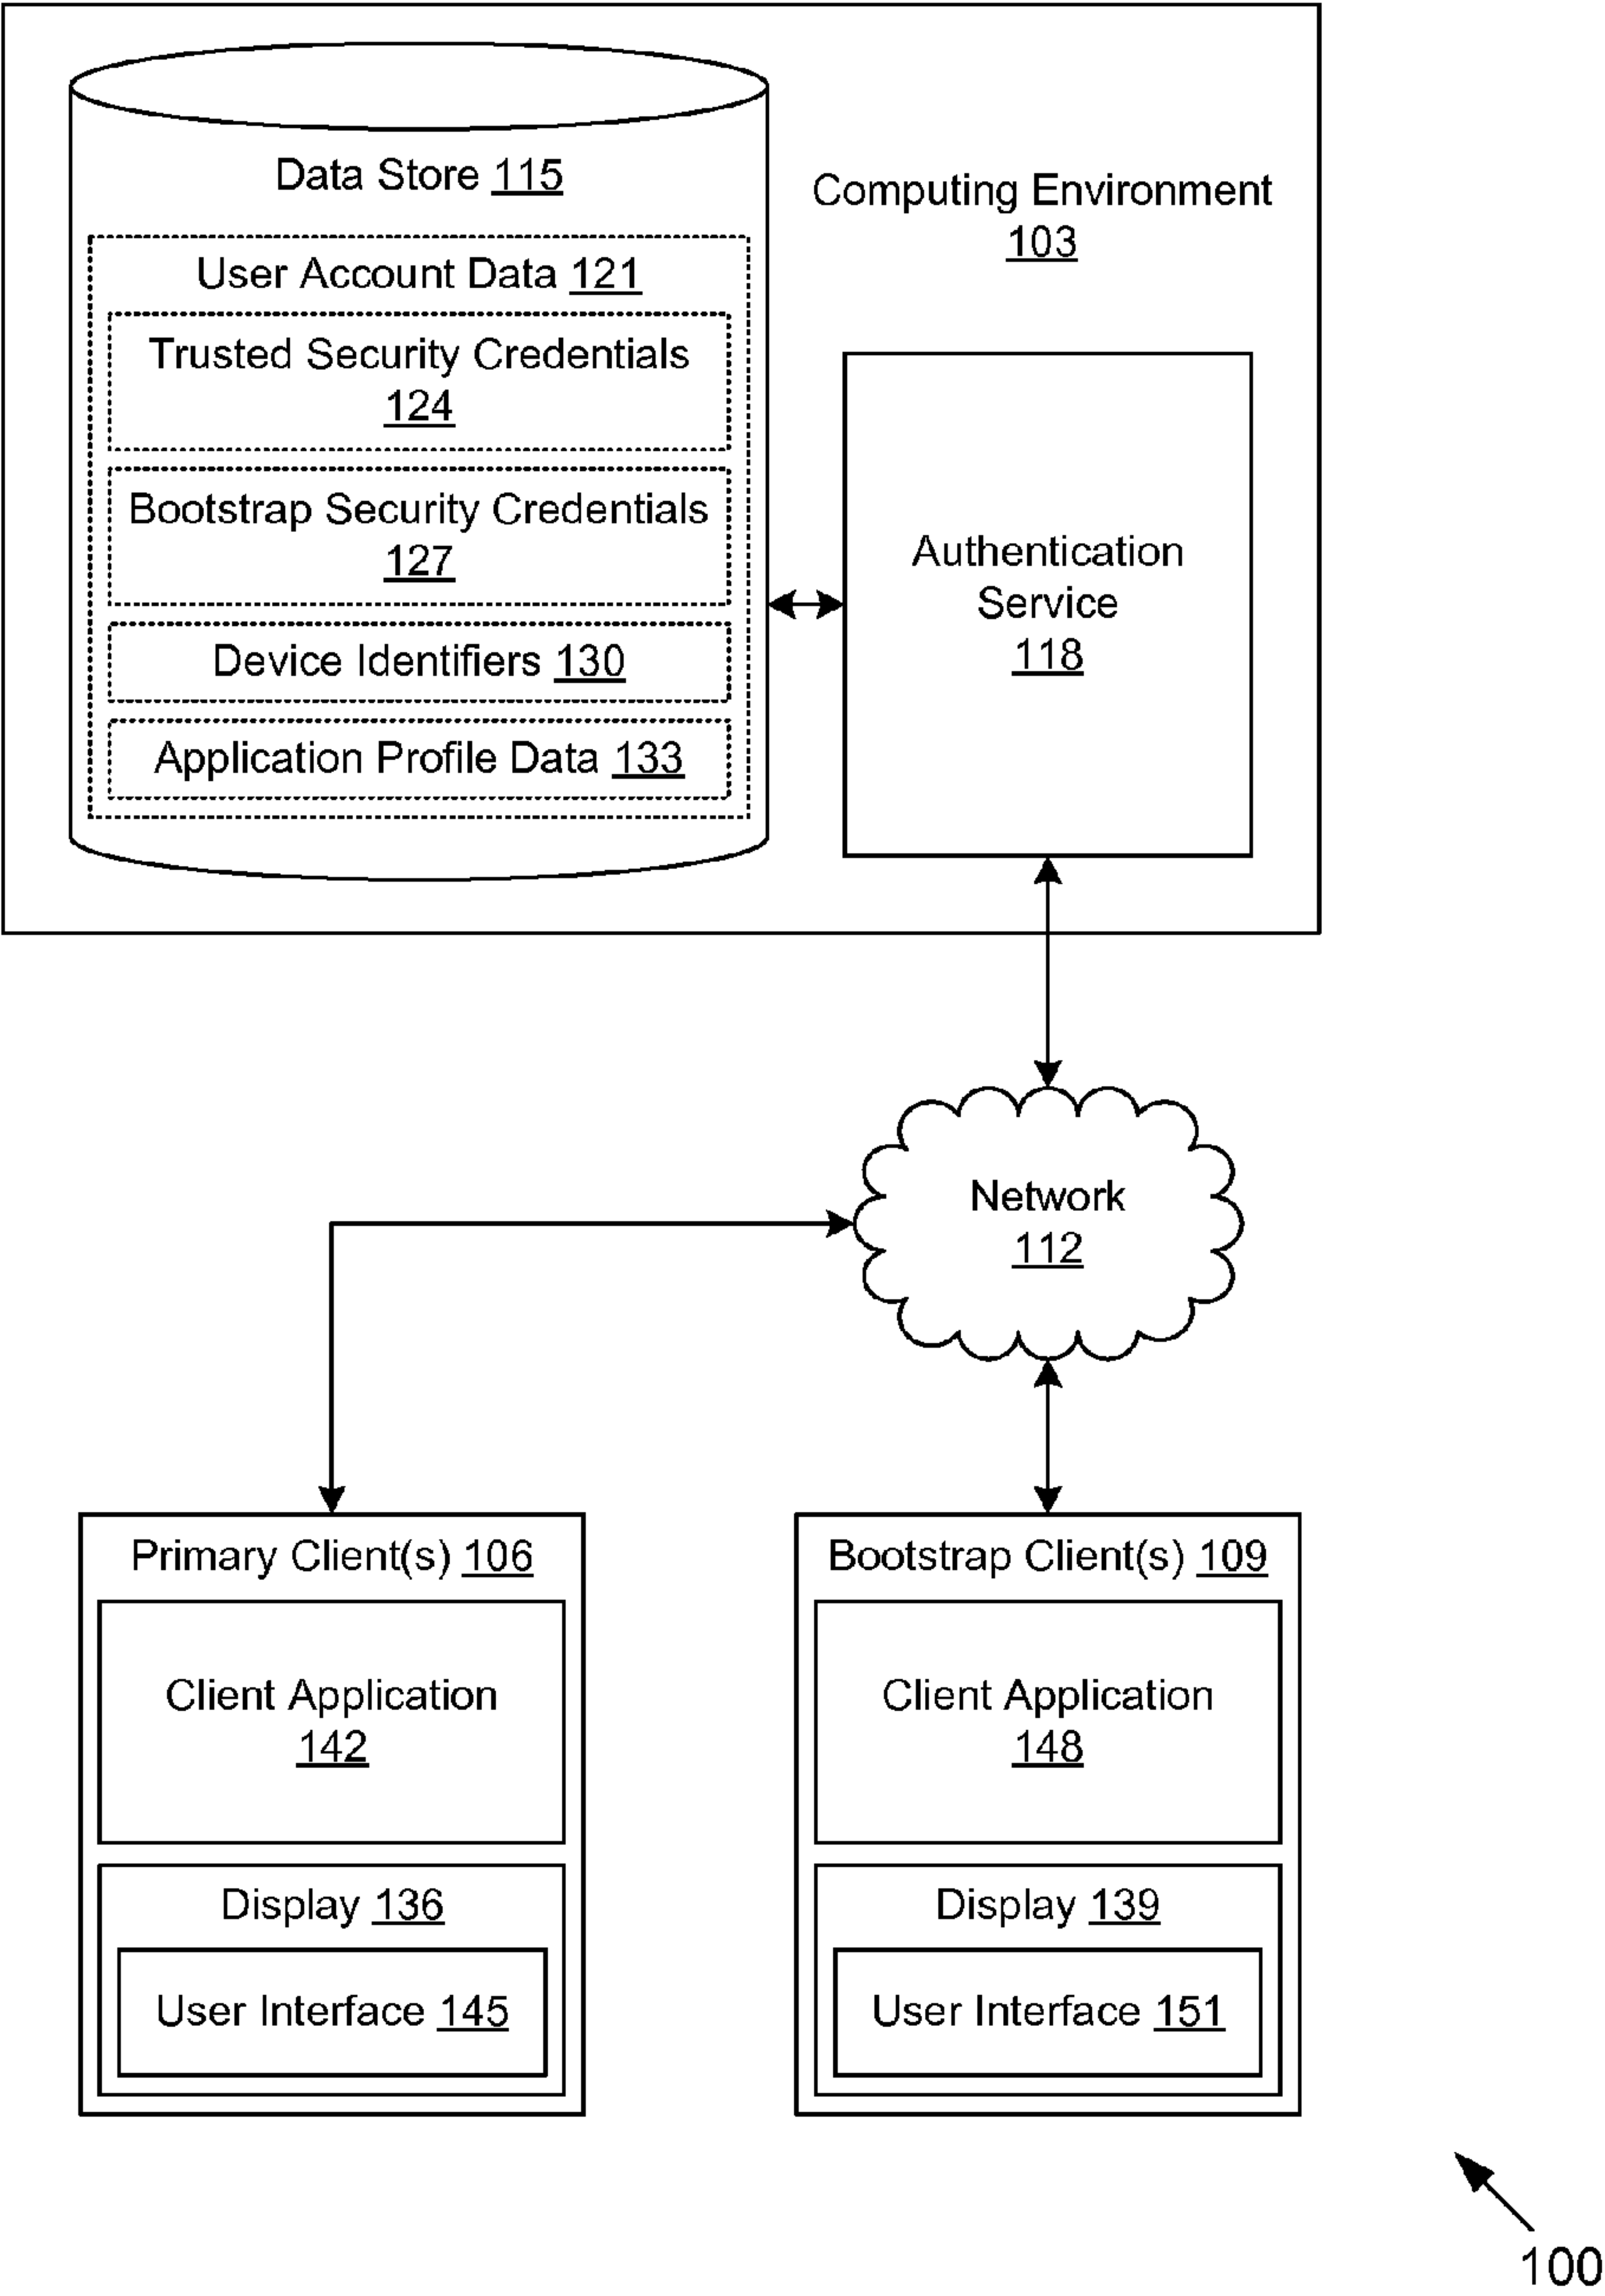 Data Store 115
Computing Environment
103
User Account Data 121
Trusted Security Credentials
124
Bootstrap Security Credentials
127
Device Identifiers 130
Application Profile Data 133
Authentication
Service
118
Network
112
Primary Client(s) 106
Client Application
142
Display 136
User Interface 145
Bootstrap Client(s) 109
Client Application
148
Display 139
User Interface 151
100